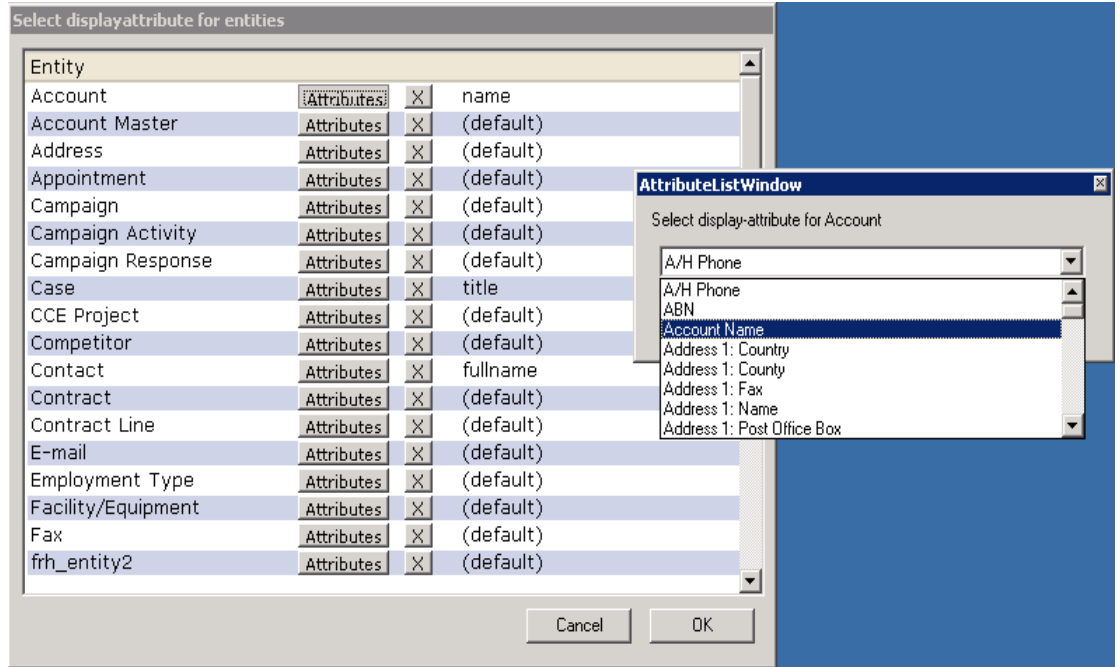 Select displayattribute for entities
Entity
Account Attributes X name
Account Master Attributes X (default)
Address Attributes X (default)
Appointment Attributes X (default)
Campaign Attributes X (default)
Campaign Activity Attributes X (default)
Campaign Response Attributes X (default)
Case Attributes X title
CCE Project Attributes X (default)
Competitor Attributes X (default)
Contact Attributes X fullname
Contract Attributes X (default)
Contract Line Attributes X (default)
E-mail Attributes X (default)
Employment Type Attributes X (default)
Facility/Equipment Attributes X (default)
Fax Attributes X (default)
frh_entity2 Attributes X (default)
Cancel OK
AttributeListWindow
Select display-attribute for Account
A/H Phone
A/H Phone
ABN
Account Name
Address 1: Country
Address 1: County
Address 1: Fax
Address 1: Name
Address 1: Post Office Box